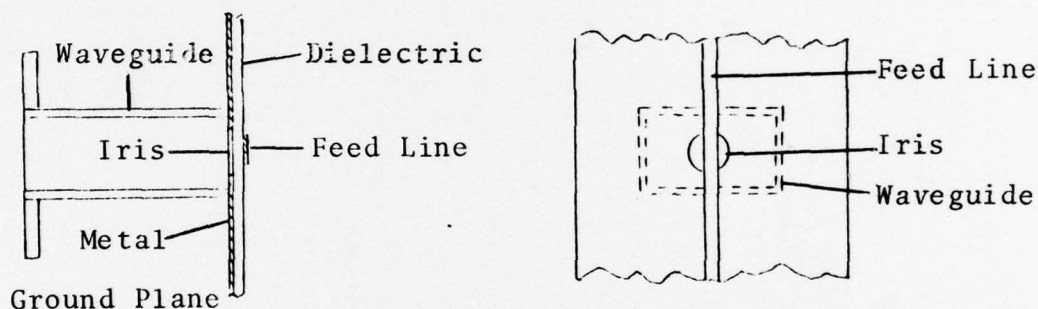 Waveguide
Dielectric
Iris
Feed Line
Metal
Ground Plane
Feed Line
Iris
Waveguide